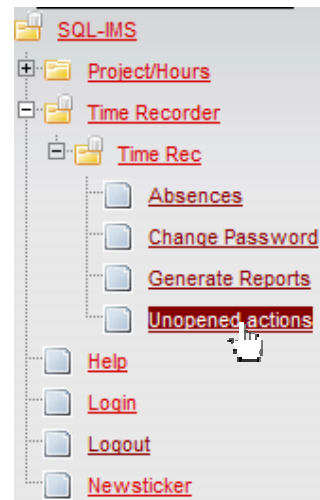 SQL-IMS
Project/Hours
Time Recorder
Time Rec
Absences
Change Password
Generate Reports
Unopened actions
Help
Login
Logout
Newsticker